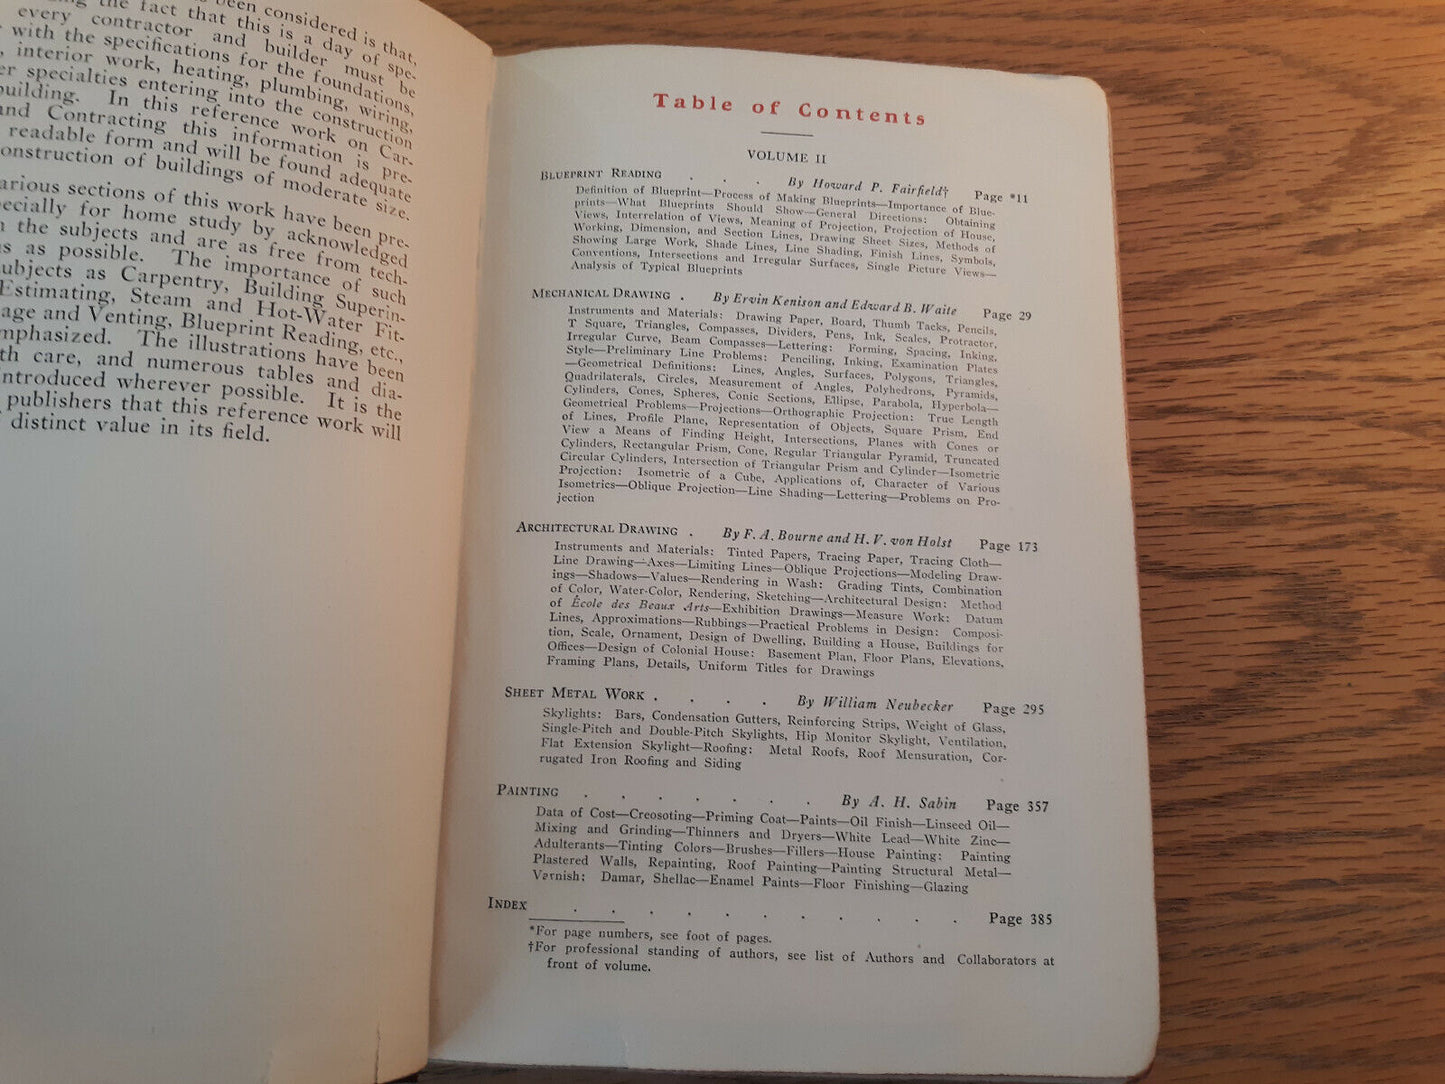 been considered is that,
the fact that this is a day of spe-
every contractor and builder must be
with the specifications for the foundations,
interior work, heating, plumbing, wiring,
er specialties entering into the construction
building. In this reference work on Car-
and Contracting this information is pre-
readable form and will be found adequate
onstruction of buildings of moderate size.
arious sections of this work have been pre-
pecially for home study by acknowledged
n the subjects and are as free from tech-
ns as possible. The importance of such
ubjects as Carpentry, Building Superin-
Estimating, Steam and Hot-Water Fit-
age and Venting, Blueprint Reading, etc.,
mphasized. The illustrations have been
th care, and numerous tables and dia-
introduced wherever possible. It is the
publishers that this reference work will
distinct value in its field.
Table of Contents
VOLUME II
BLUEPRINT READING . . . By Howard P. Fairfield† Page *11
Definition of Blueprint—Process of Making Blueprints—Importance of Blue-
prints—What Blueprints Should Show—General Directions: Obtaining
Views, Interrelation of Views, Meaning of Projection, Projection of House,
Working, Dimension, and Section Lines, Drawing Sheet Sizes, Methods of
Showing Large Work, Shade Lines, Line Shading, Finish Lines, Symbols,
Conventions, Intersections and Irregular Surfaces, Single Picture Views—
Analysis of Typical Blueprints
MECHANICAL DRAWING . By Ervin Kenison and Edward B. Waite Page 29
Instruments and Materials: Drawing Paper, Board, Thumb Tacks, Pencils,
T Square, Triangles, Compasses, Dividers, Pens, Ink, Scales, Protractor,
Irregular Curve, Beam Compasses—Lettering: Forming, Spacing, Inking,
Style—Preliminary Line Problems: Penciling, Inking, Examination Plates
—Geometrical Definitions: Lines, Angles, Surfaces, Polygons, Triangles,
Quadrilaterals, Circles, Measurement of Angles, Polyhedrons, Pyramids,
Cylinders, Cones, Spheres, Conic Sections, Ellipse, Parabola, Hyperbola—
Geometrical Problems—Projections—Orthographic Projection: True Length
of Lines, Profile Plane, Representation of Objects, Square Prism, End
View a Means of Finding Height, Intersections, Planes with Cones or
Cylinders, Rectangular Prism, Cone, Regular Triangular Pyramid, Truncated
Circular Cylinders, Intersection of Triangular Prism and Cylinder—Isometric
Projection: Isometric of a Cube, Applications of, Character of Various
Isometrics—Oblique Projection—Line Shading—Lettering—Problems on Pro-
jection
ARCHITECTURAL DRAWING . By F. A. Bourne and H. V. von Holst Page 173
Instruments and Materials: Tinted Papers, Tracing Paper, Tracing Cloth—
Line Drawing—Axes—Limiting Lines—Oblique Projections—Modeling Draw-
ings—Shadows—Values—Rendering in Wash: Grading Tints, Combination
of Color, Water-Color, Rendering, Sketching—Architectural Design: Method
of École des Beaux Arts—Exhibition Drawings—Measure Work: Datum
Lines, Approximations—Rubbings—Practical Problems in Design: Composi-
tion, Scale, Ornament, Design of Dwelling, Building a House, Buildings for
Offices—Design of Colonial House: Basement Plan, Floor Plans, Elevations,
Framing Plans, Details, Uniform Titles for Drawings
SHEET METAL WORK . . . . By William Neubecker Page 295
Skylights: Bars, Condensation Gutters, Reinforcing Strips, Weight of Glass,
Single-Pitch and Double-Pitch Skylights, Hip Monitor Skylight, Ventilation,
Flat Extension Skylight—Roofing: Metal Roofs, Roof Mensuration, Cor-
rugated Iron Roofing and Siding
PAINTING . . . . . . . By A. H. Sabin Page 357
Data of Cost—Creosoting—Priming Coat—Paints—Oil Finish—Linseed Oil—
Mixing and Grinding—Thinners and Dryers—White Lead—White Zinc—
Adulterants—Tinting Colors—Brushes—Fillers—House Painting: Painting
Plastered Walls, Repainting, Roof Painting—Painting Structural Metal—
Varnish: Damar, Shellac—Enamel Paints—Floor Finishing—Glazing
INDEX . . . . . . . . . . . Page 385
*For page numbers, see foot of pages.
†For professional standing of authors, see list of Authors and Collaborators at
front of volume.